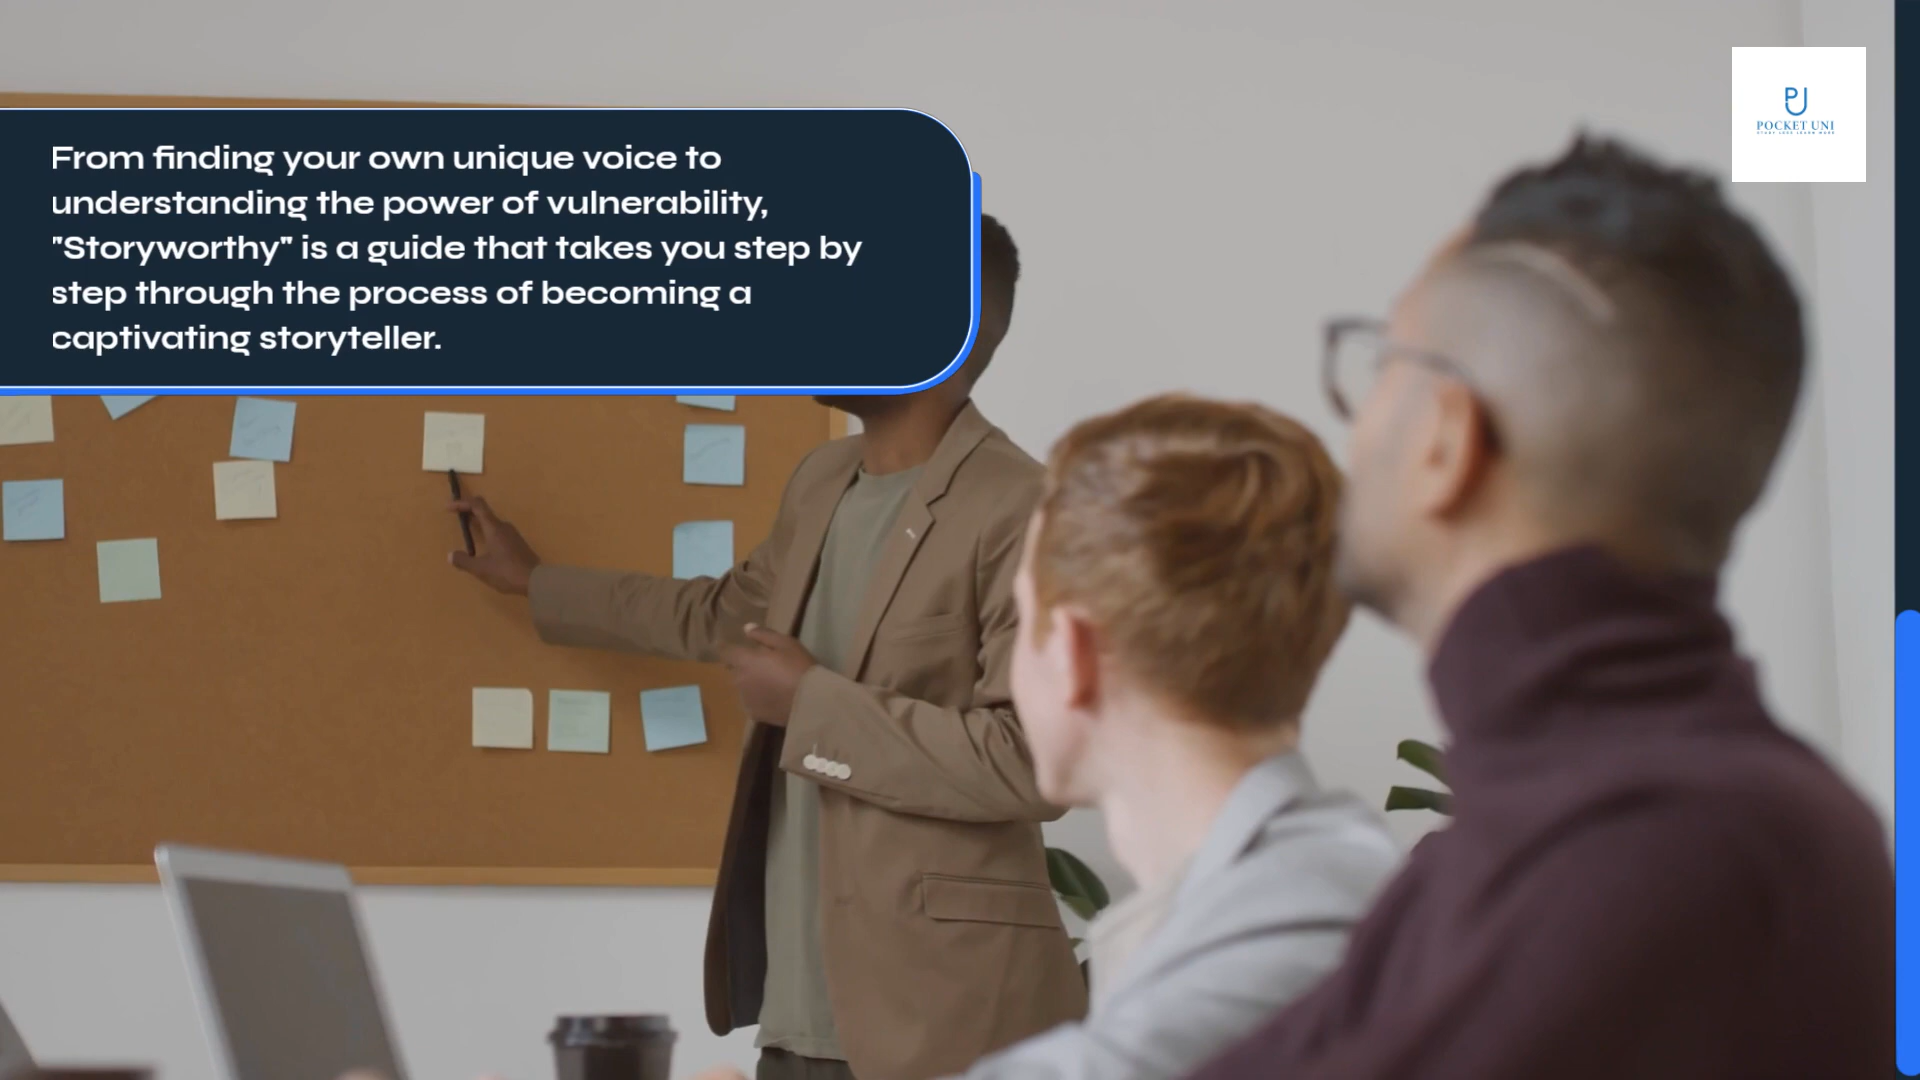 From finding your own unique voice to
understanding the power of vulnerability,
"Storyworthy" is a guide that takes you step by
step through the process of becoming a
captivating storyteller.
PU
POCKET UNI